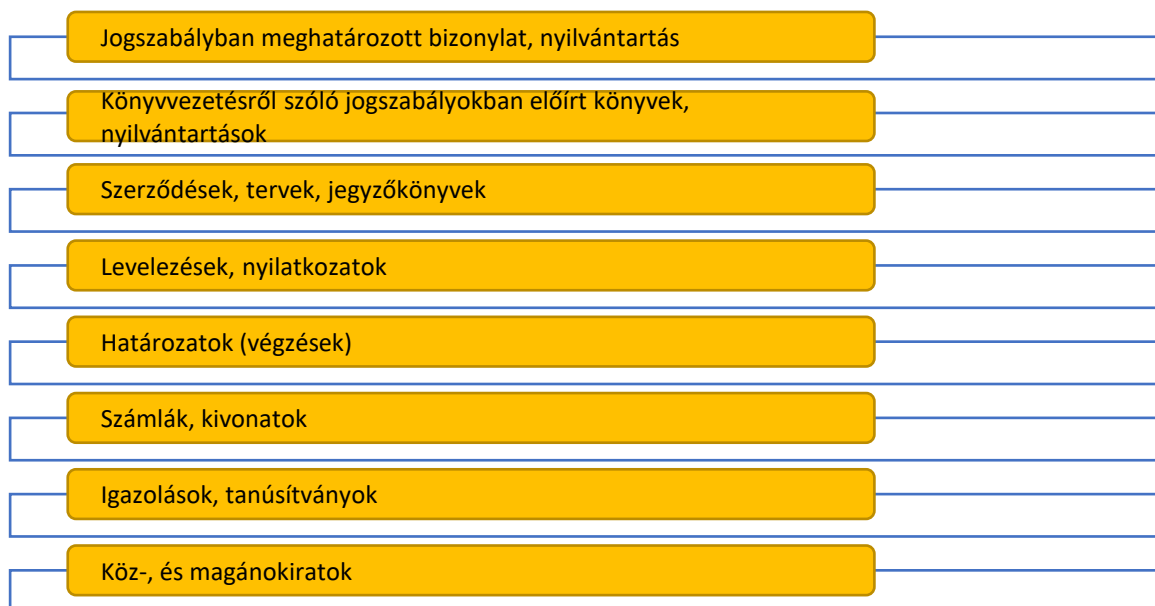 Jogszabályban meghatározott bizonylat, nyilvántartás
Könyvvezetésről szóló jogszabályokban előírt könyvek,
nyilvántartások
Szerződések, tervek, jegyzőkönyvek
Levelezések, nyilatkozatok
Határozatok (végzések)
Számlák, kivonatok
Igazolások, tanúsítványok
Köz-, és magánokiratok